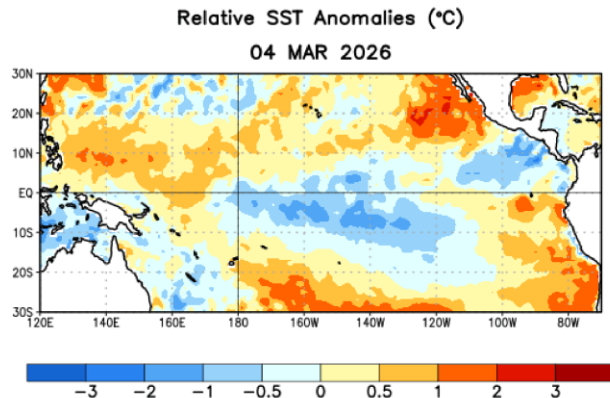 Relative SST Anomalies (°C)
04 MAR 2026
30N
20N
10N
EQ
10S
20S
30S
120E 140E 160E 180 160W 140W 120W 100W 80W
-3 -2 -1 -0.5 0 0.5 1 2 3